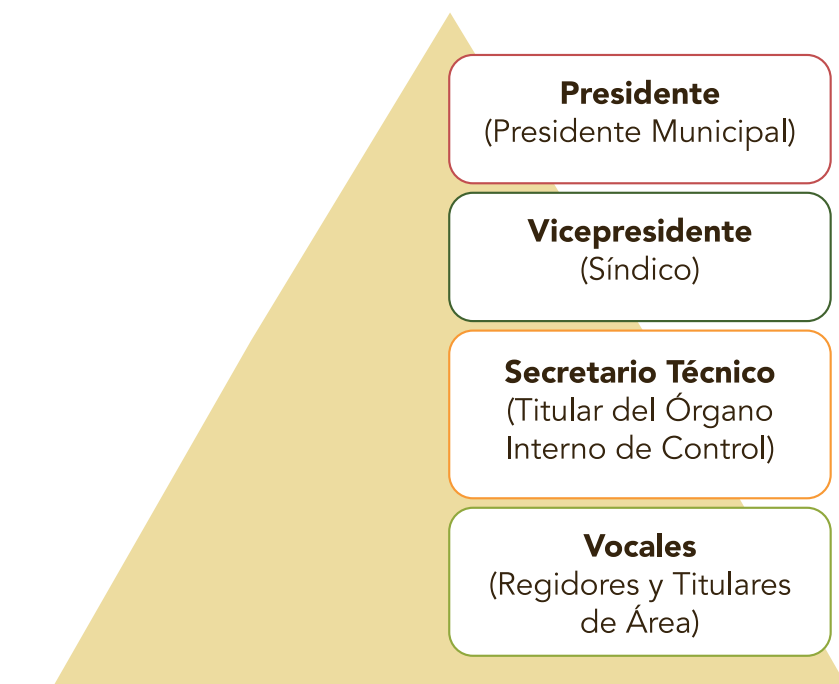 Presidente
(Presidente Municipal)
Vicepresidente
(Síndico)
Secretario Técnico
(Titular del Órgano
Interno de Control)
Vocales
(Regidores y Titulares
de Área)